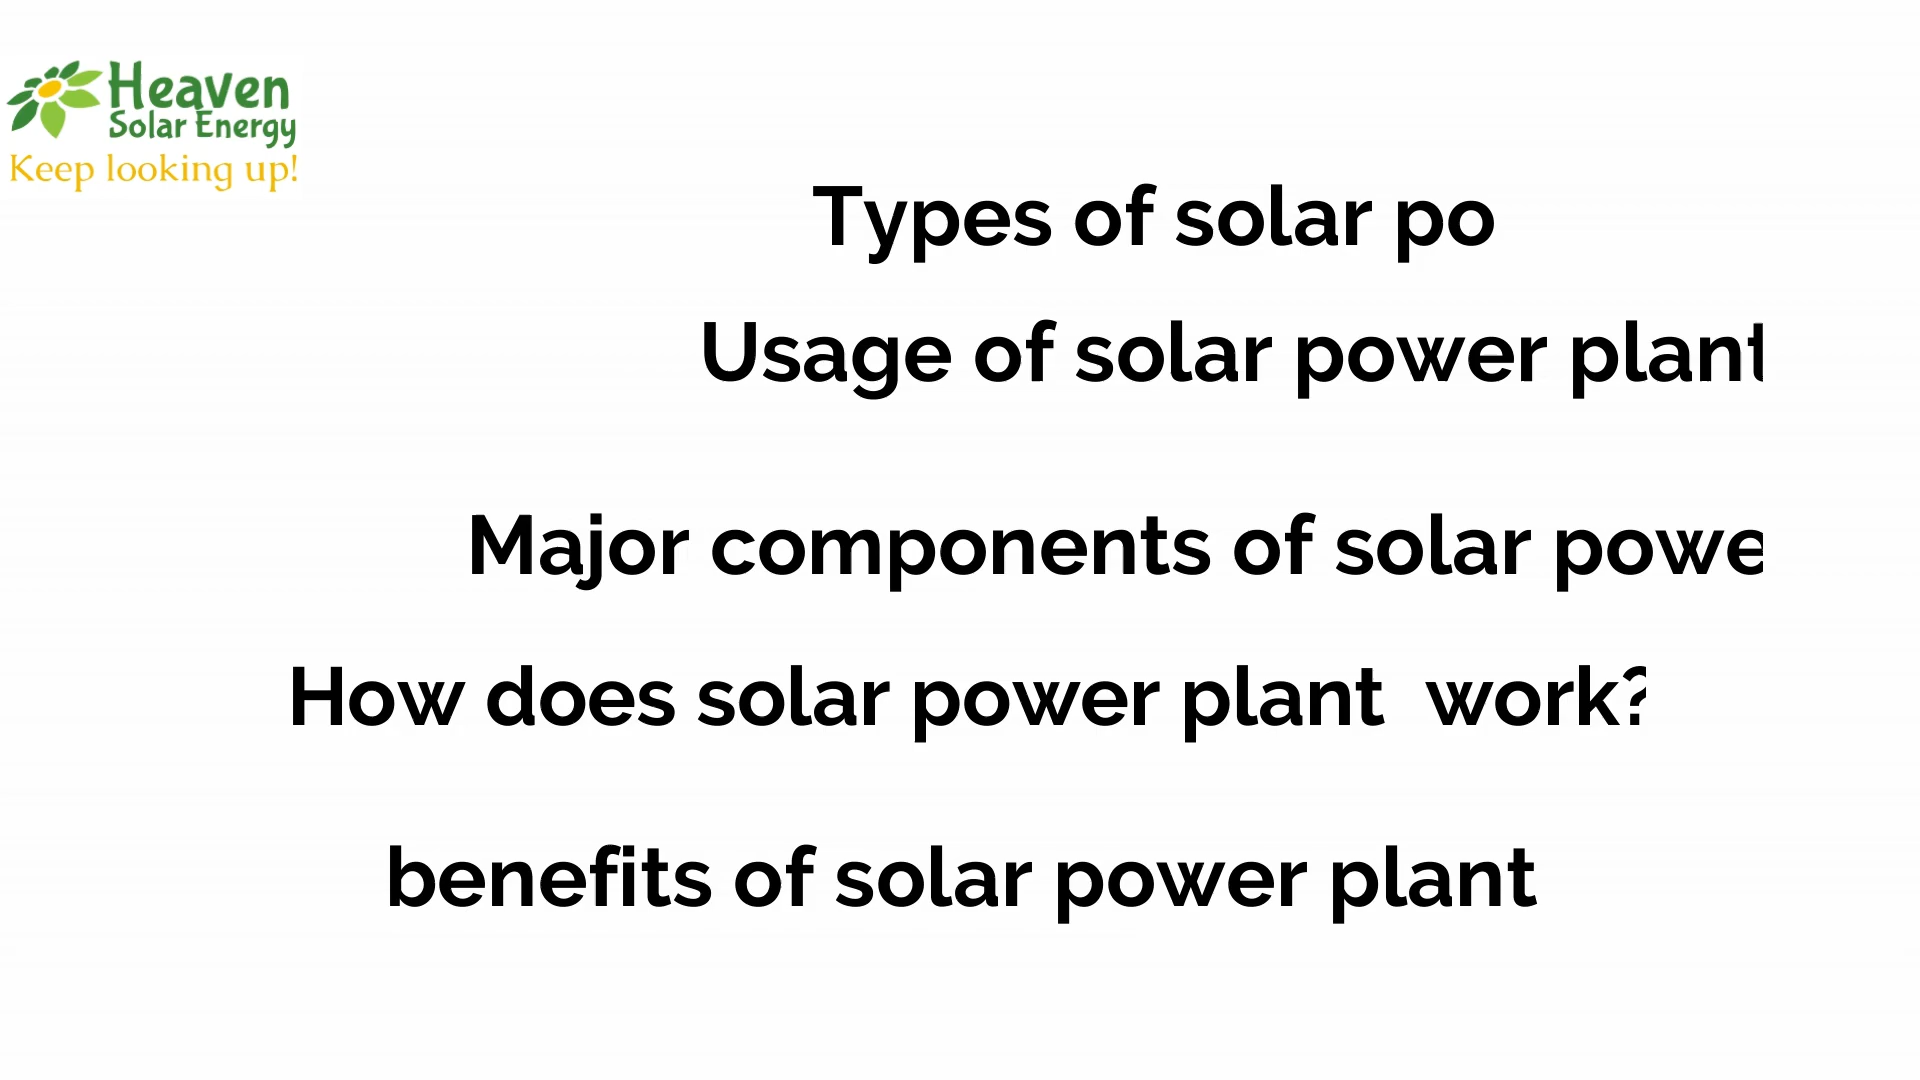 Heaven
Solar Energy
Keep looking up!
Types of solar po
Usage of solar power plant
Major components of solar powe
How does solar power plant work?
benefits of solar power plant